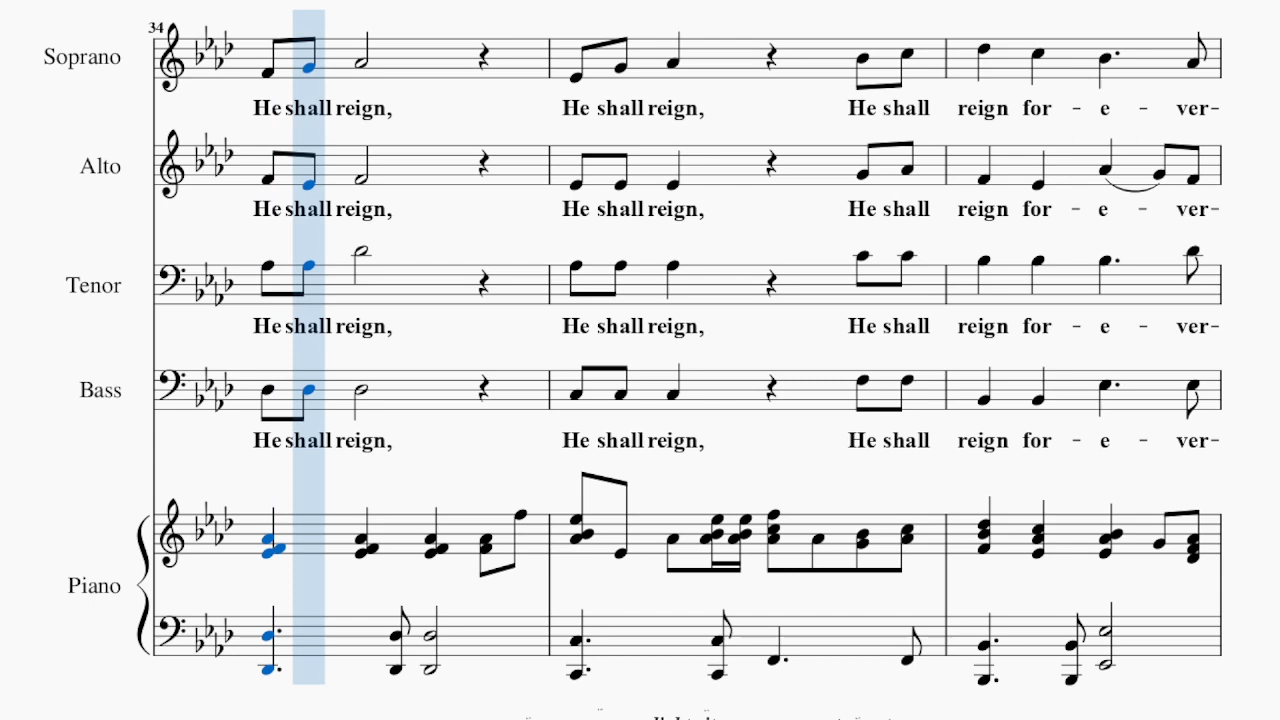 34
Soprano
He shall reign, He shall reign, He shall reign for - e - ver-
Alto
He shall reign, He shall reign, He shall reign for - e - ver-
Tenor
He shall reign, He shall reign, He shall reign for - e - ver-
Bass
He shall reign, He shall reign, He shall reign for - e - ver-
Piano